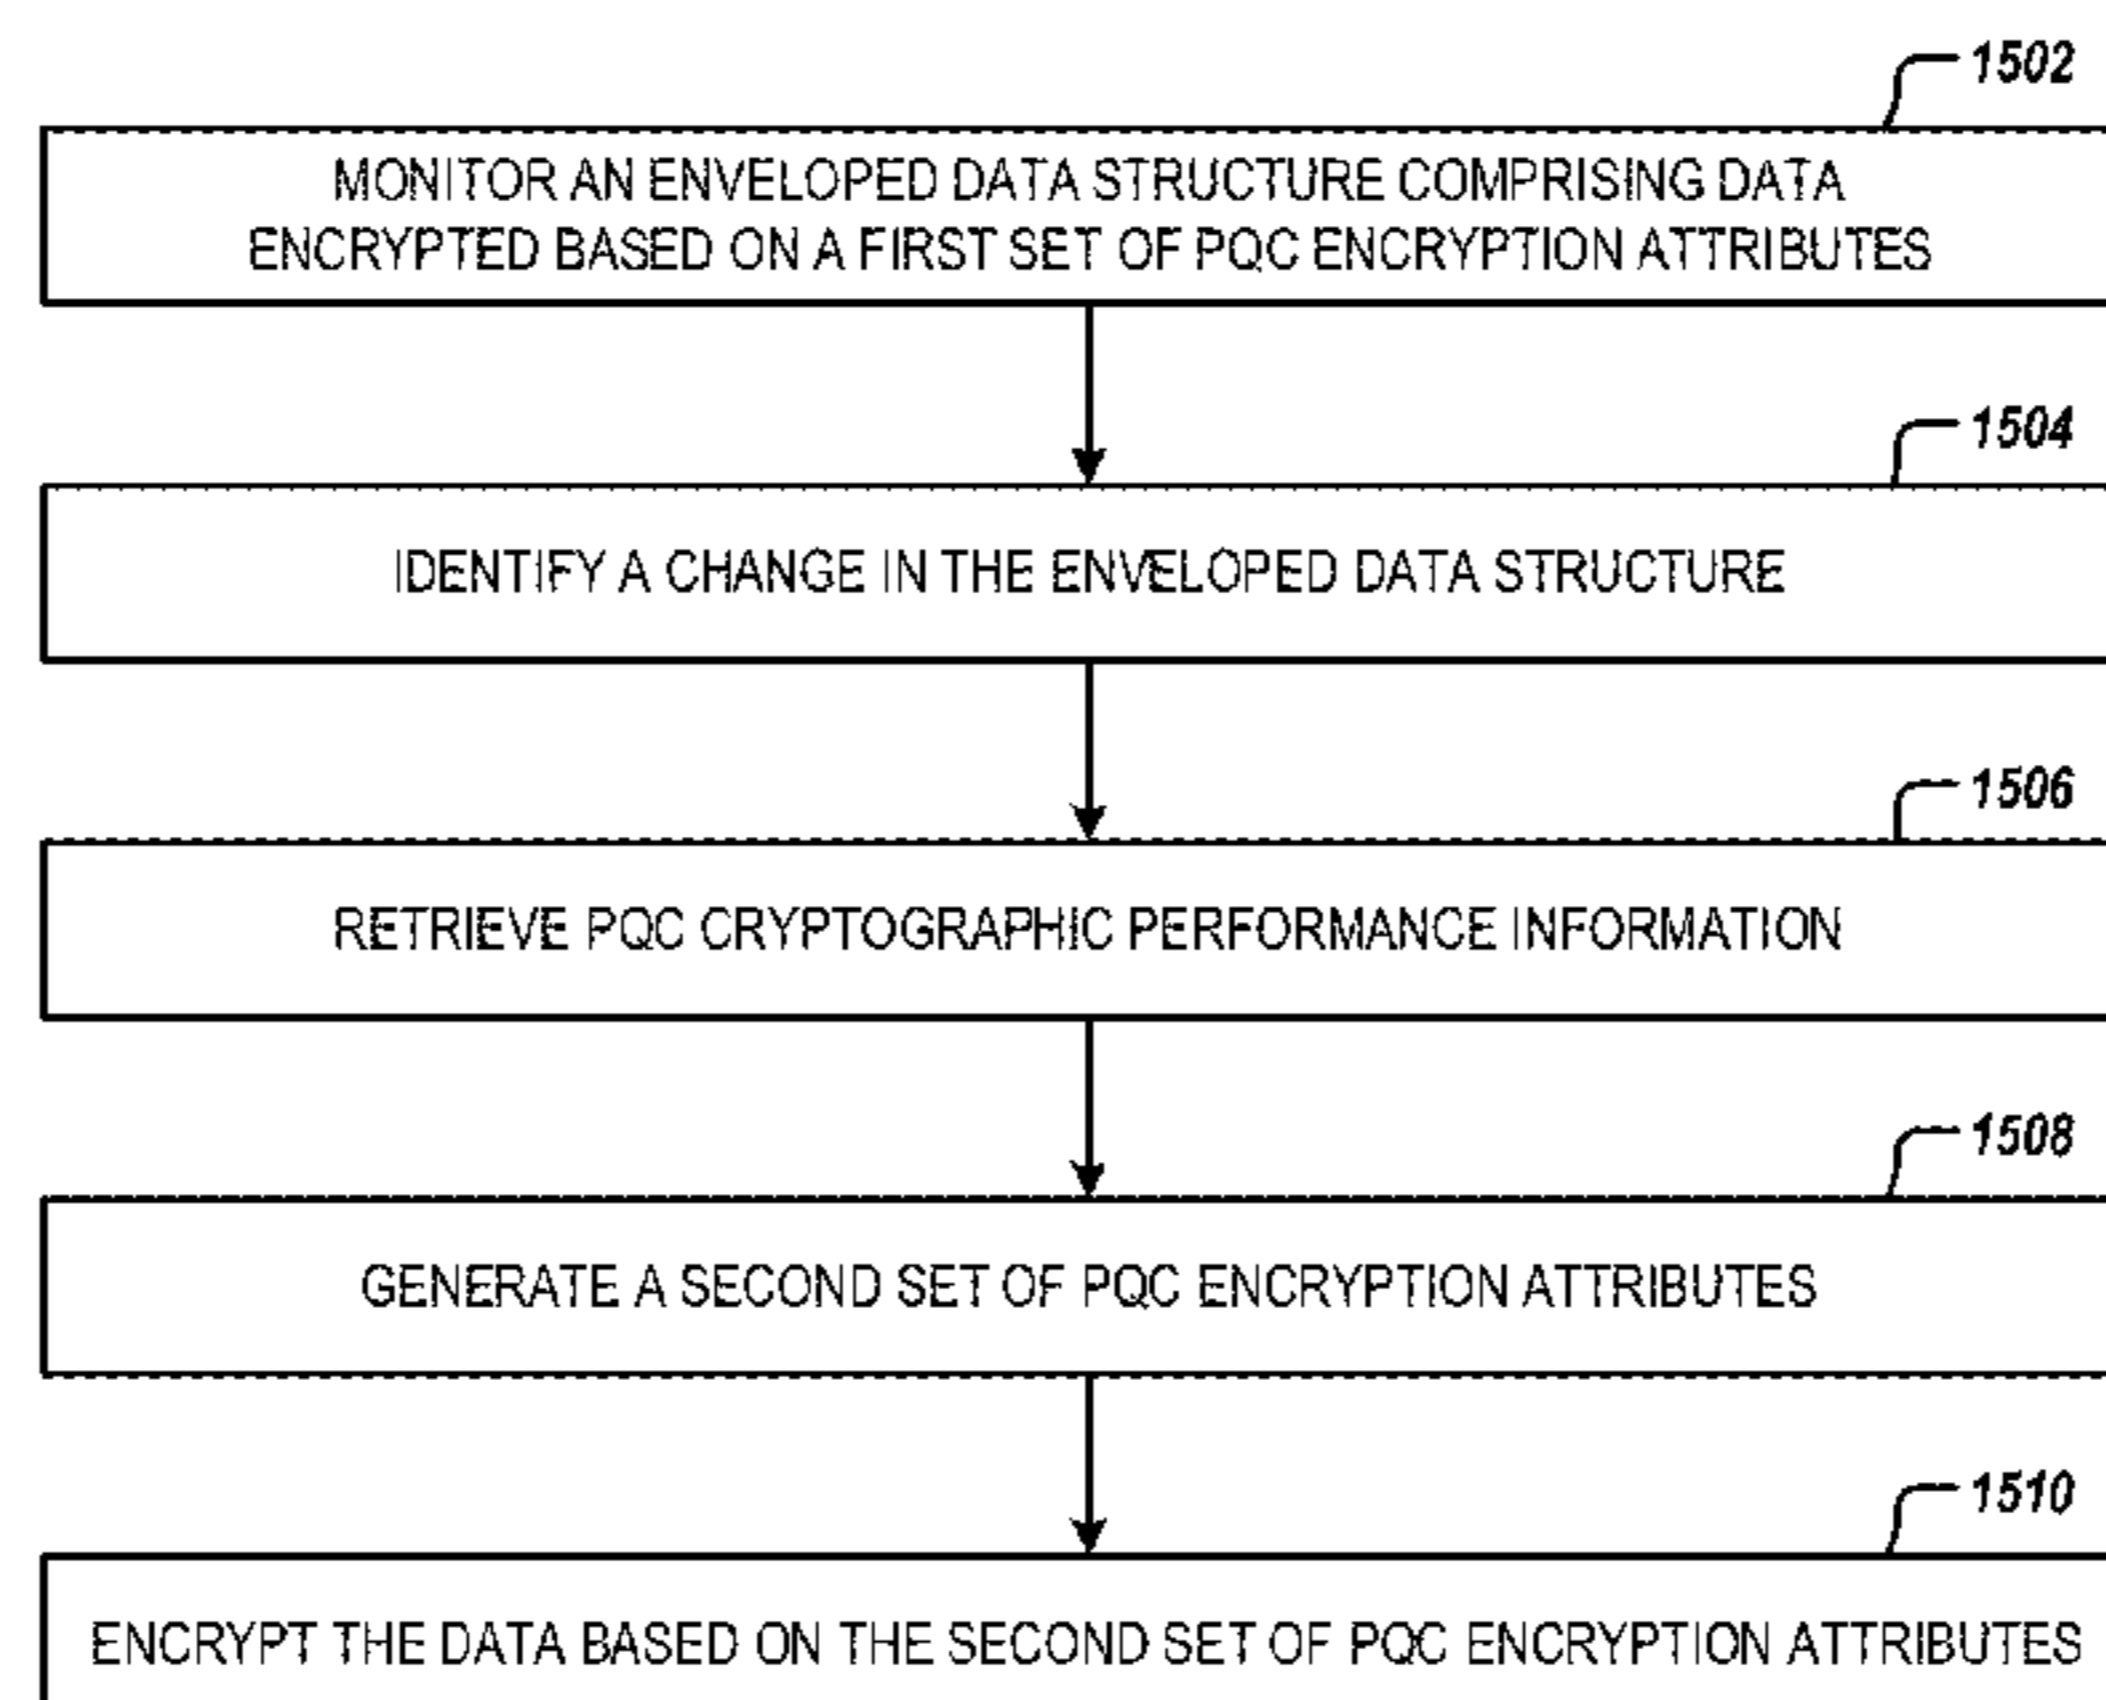 1502
MONITOR AN ENVELOPED DATA STRUCTURE COMPRISING DATA
ENCRYPTED BASED ON A FIRST SET OF PQC ENCRYPTION ATTRIBUTES
1504
IDENTIFY A CHANGE IN THE ENVELOPED DATA STRUCTURE
1506
RETRIEVE PQC CRYPTOGRAPHIC PERFORMANCE INFORMATION
1508
GENERATE A SECOND SET OF PQC ENCRYPTION ATTRIBUTES
1510
ENCRYPT THE DATA BASED ON THE SECOND SET OF PQC ENCRYPTION ATTRIBUTES